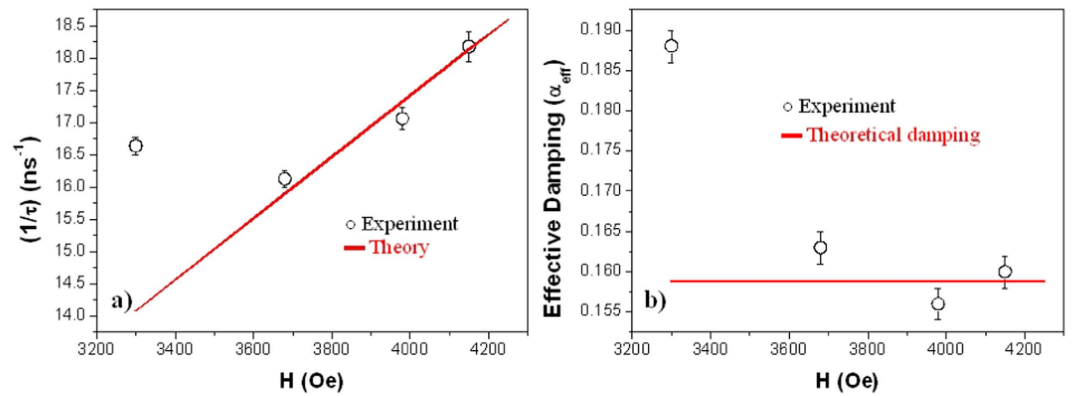 18.5
18.0
17.5
17.0
16.5
16.0
15.5
15.0
14.5
14.0
(1/τ) (ns⁻¹)
Experiment
Theory
a)
3200 3400 3600 3800 4000 4200
H (Oe)
0.190
0.185
0.180
0.175
0.170
0.165
0.160
0.155
Effective Damping (α_eff)
Experiment
Theoretical damping
b)
3200 3400 3600 3800 4000 4200
H (Oe)